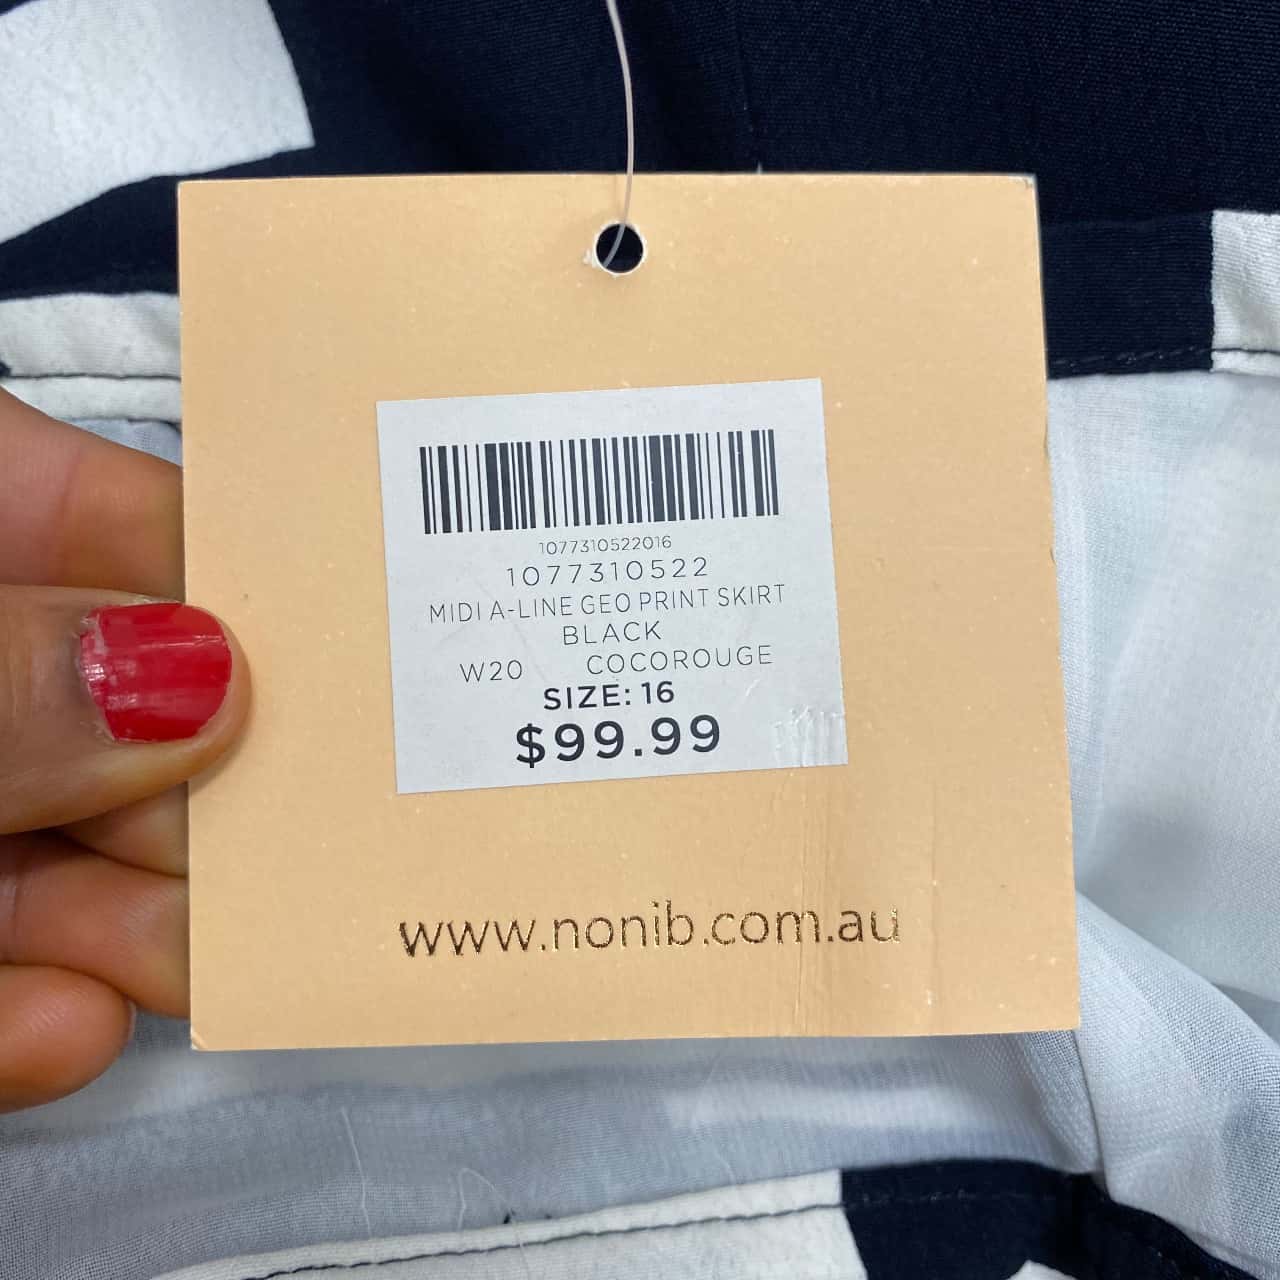 1077310522016
1077310522
MIDI A-LINE GEO PRINT SKIRT
BLACK
W20 COCOROUGE
SIZE: 16
$99.99
www.nonib.com.au